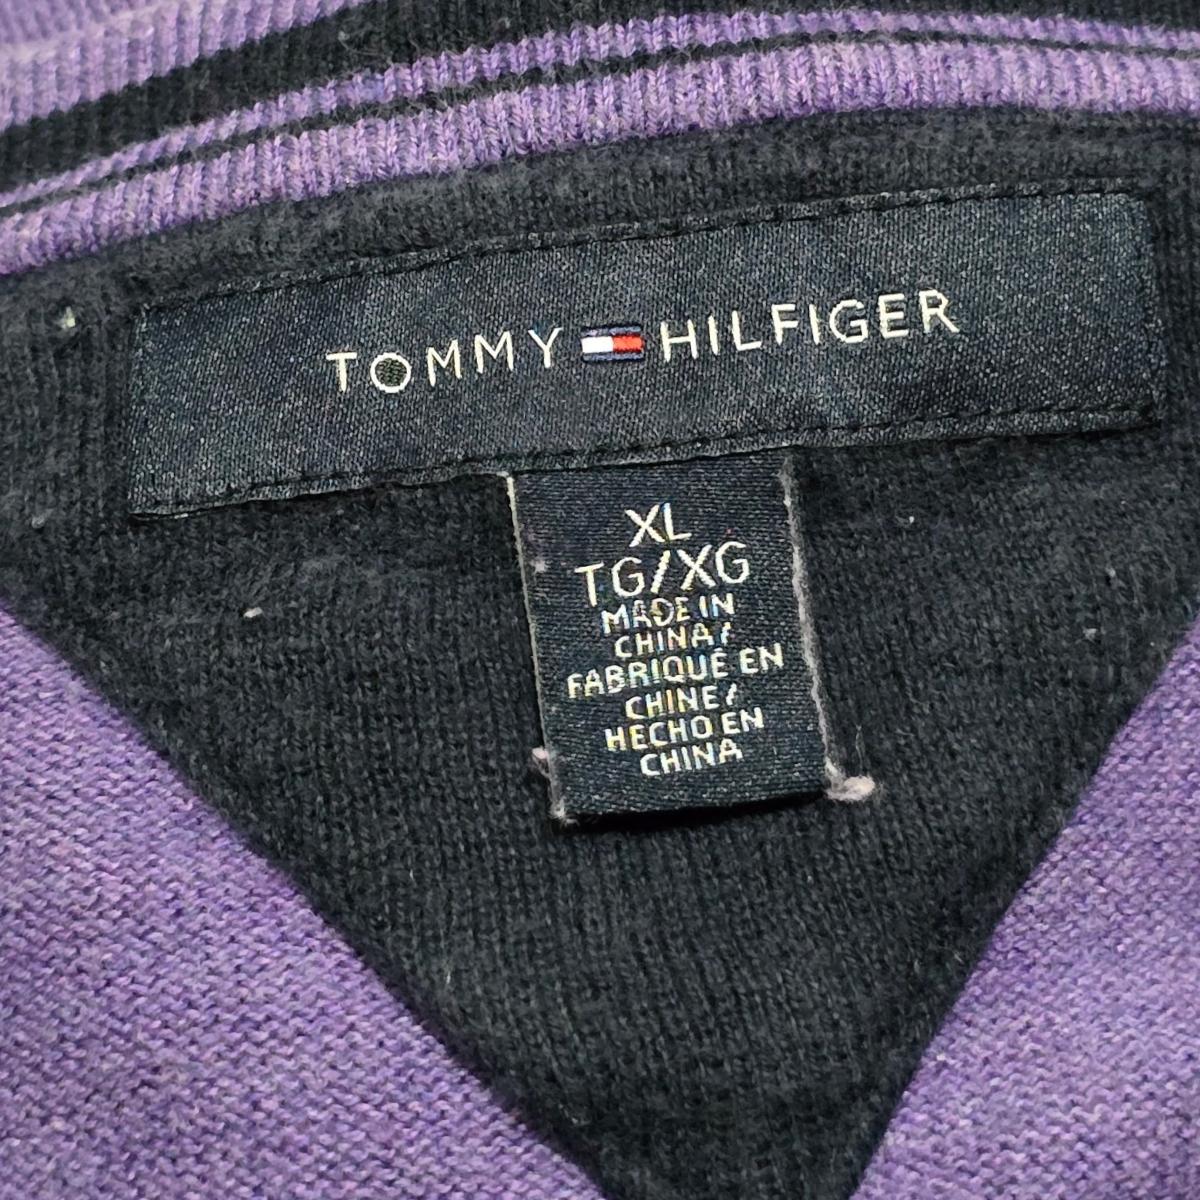 TOMMY HILFIGER
XL
TG/XG
MADE IN
CHINA/
FABRIQUÉ EN
CHINE/
HECHO EN
CHINA